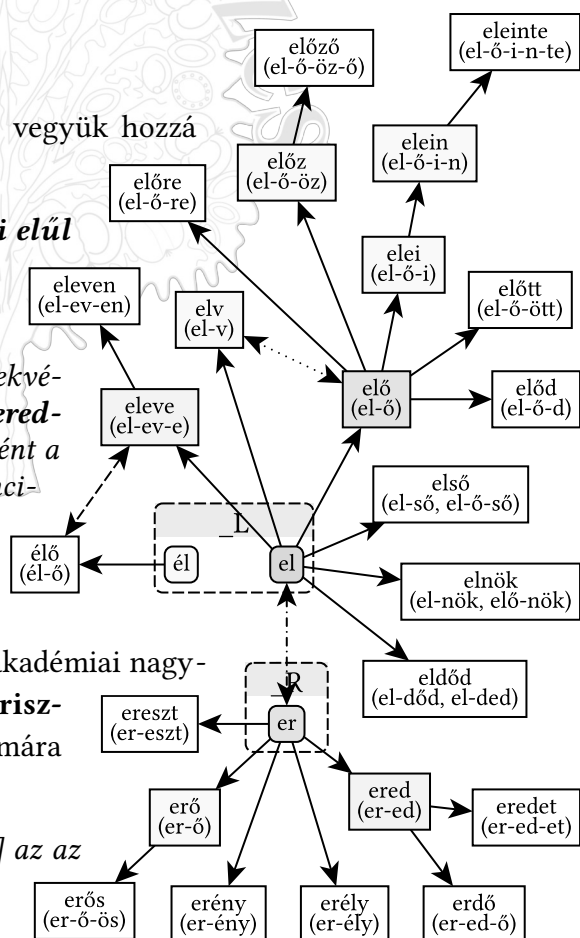 eleinte
(el-ő-i-n-te)
előző
(el-ő-öz-ő)
vegyük hozzá
elein
(el-ő-i-n)
előz
(el-ő-öz)
előre
(el-ő-re)
i elűl
elei
(el-ő-i)
eleven
(el-ev-en)
előtt
(el-ő-ött)
elv
(el-v)
ekvé-
elő
(el-ő)
előd
(el-ő-d)
eleve
(el-ev-e)
ered-
ént a
nci-
első
(el-ső, el-ő-ső)
_L
élő
(él-ő)
él
el
elnök
(el-nök, elő-nök)
akadémiai nagy-
eldőd
(el-dőd, el-ded)
_R
risz-
ereszt
(er-eszt)
er
mára
ered
(er-ed)
erő
(er-ő)
eredet
(er-ed-et)
] az az
erős
(er-ő-ös)
erény
(er-ény)
erély
(er-ély)
erdő
(er-ed-ő)